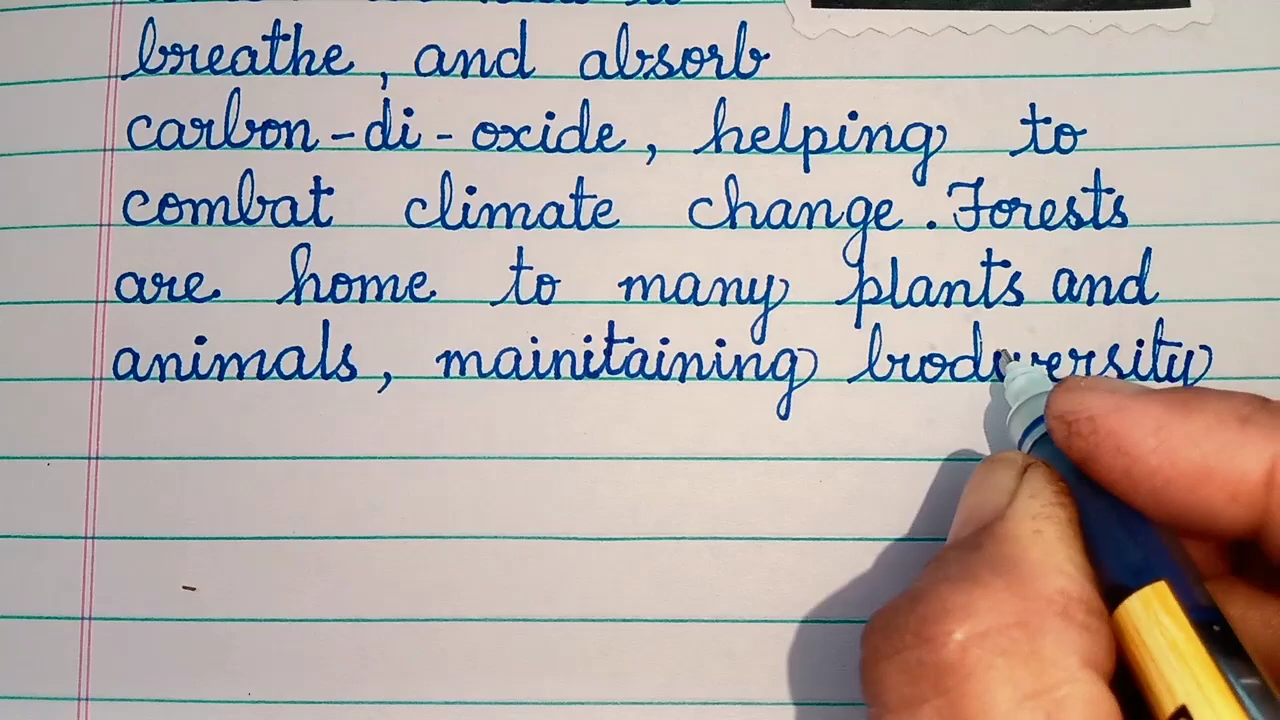 breathe, and absorb
carbon-di-oxide, helping to
combat climate change. Forests
are home to many plants and
animals, mainitaining biodiversity